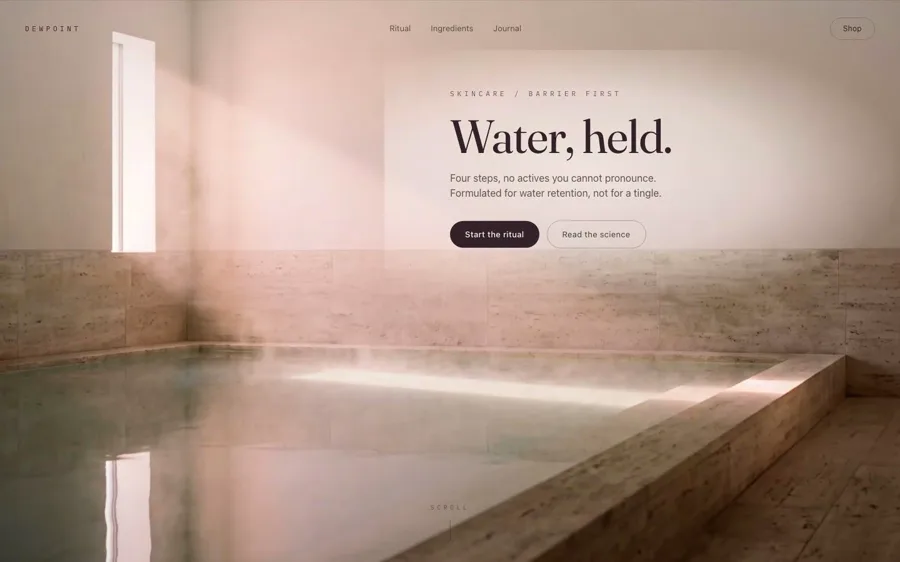 DEWPOINT
Ritual
Ingredients
Journal
Shop
SKINCARE / BARRIER FIRST
Water, held.
Four steps, no actives you cannot pronounce.
Formulated for water retention, not for a tingle.
Start the ritual
Read the science
SCROLL